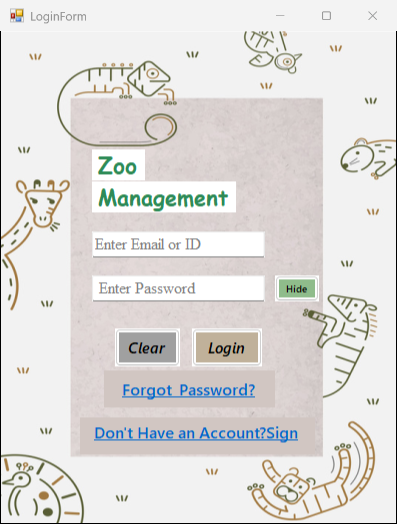 LoginForm
Zoo
Management
Enter Email or ID
Enter Password
Hide
Clear
Login
Forgot Password?
Don't Have an Account?Sign